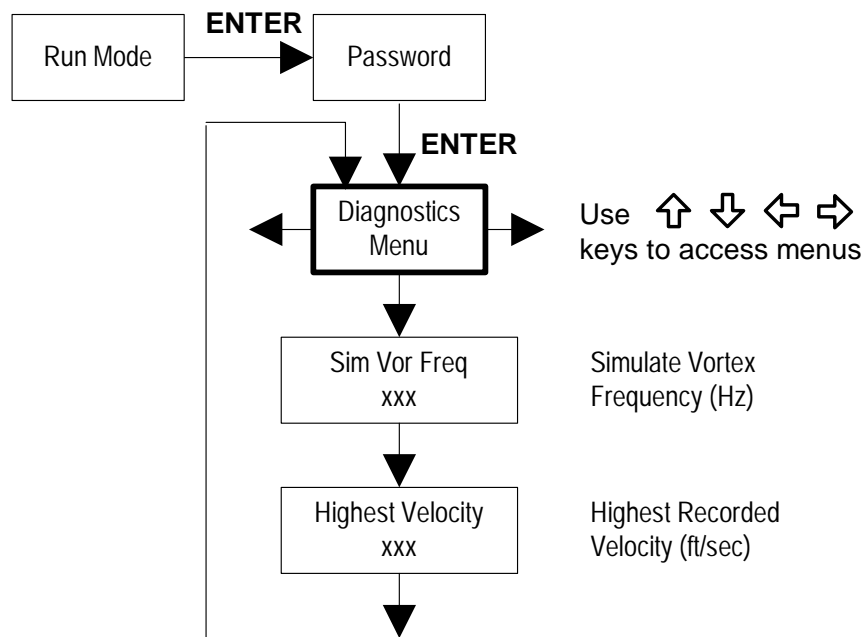 Run Mode
ENTER
Password
ENTER
Diagnostics
Menu
Use
keys to access menus
Sim Vor Freq
xxx
Simulate Vortex
Frequency (Hz)
Highest Velocity
xxx
Highest Recorded
Velocity (ft/sec)